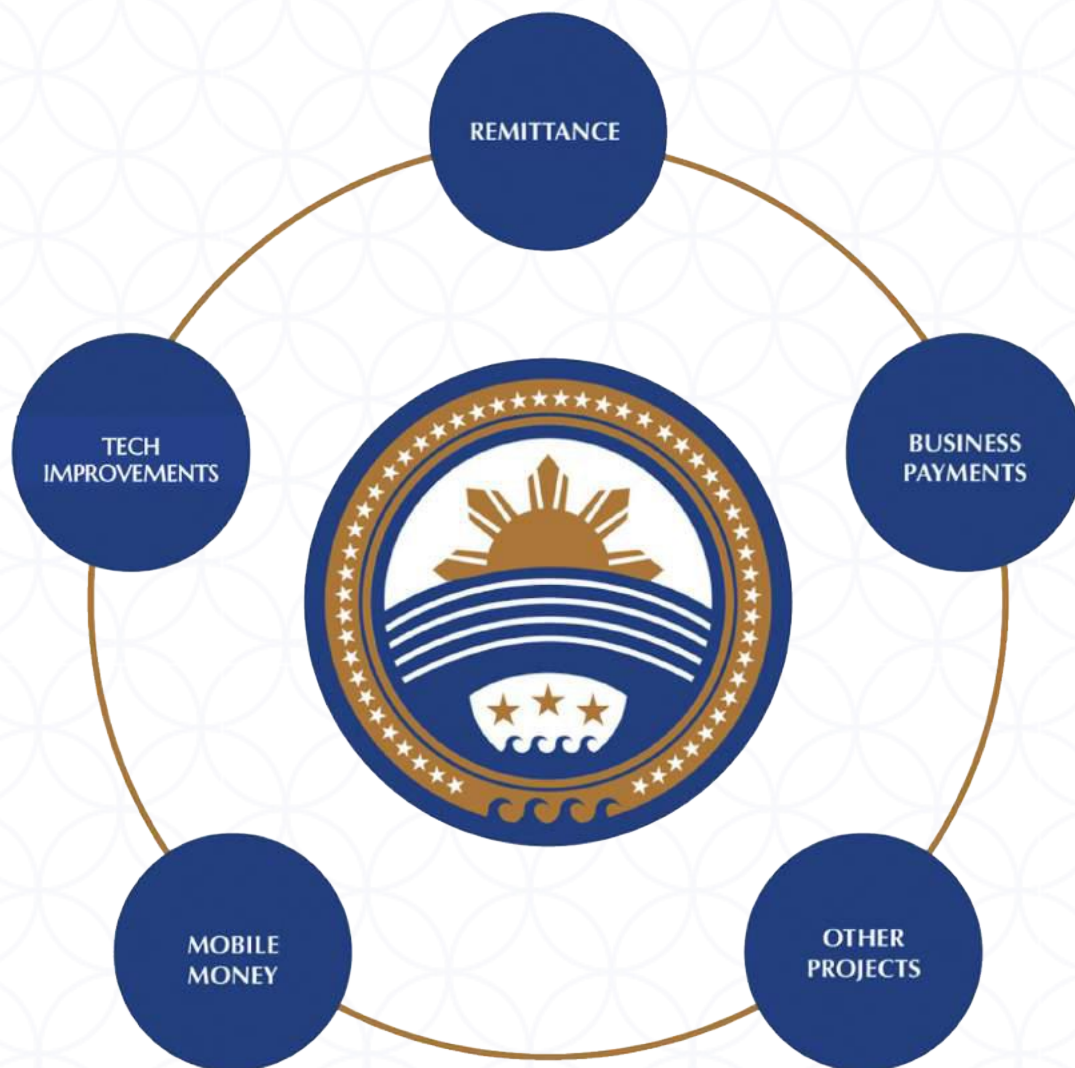 REMITTANCE
BUSINESS
PAYMENTS
OTHER
PROJECTS
MOBILE
MONEY
TECH
IMPROVEMENTS